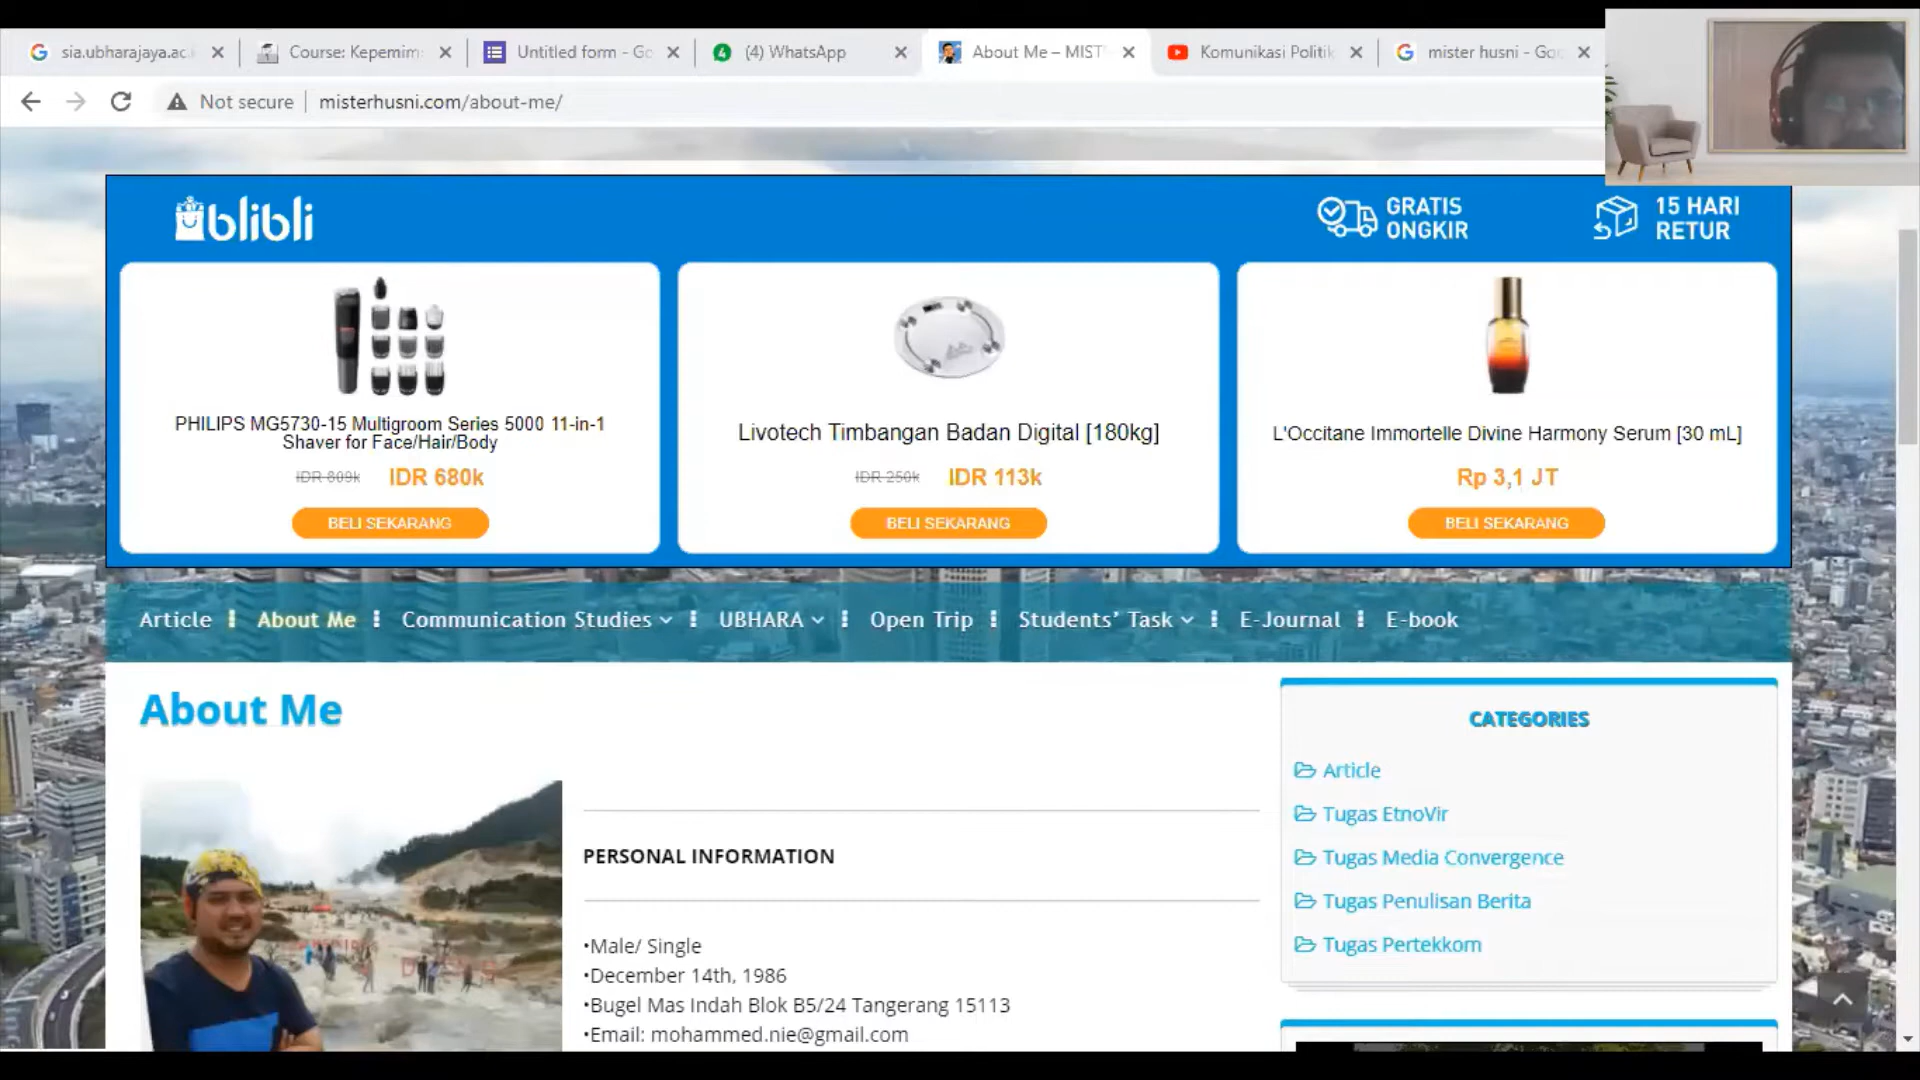 sia.ubharajaya.ac.i
Course: Kepemim
Untitled form - Go
(4) WhatsApp
About Me – MIST
Komunikasi Politik
mister husni - Goo
Not secure
misterhusni.com/about-me/
blibli
GRATIS
ONGKIR
15 HARI
RETUR
PHILIPS MG5730-15 Multigroom Series 5000 11-in-1
Shaver for Face/Hair/Body
IDR 809k IDR 680k
BELI SEKARANG
Livotech Timbangan Badan Digital [180kg]
IDR 250k IDR 113k
BELI SEKARANG
L'Occitane Immortelle Divine Harmony Serum [30 mL]
Rp 3,1 JT
BELI SEKARANG
Article About Me Communication Studies UBHARA Open Trip Students’ Task E-Journal E-book
About Me
PERSONAL INFORMATION
•Male/ Single
•December 14th, 1986
•Bugel Mas Indah Blok B5/24 Tangerang 15113
•Email: mohammed.nie@gmail.com
CATEGORIES
Article
Tugas EtnoVir
Tugas Media Convergence
Tugas Penulisan Berita
Tugas Pertekkom